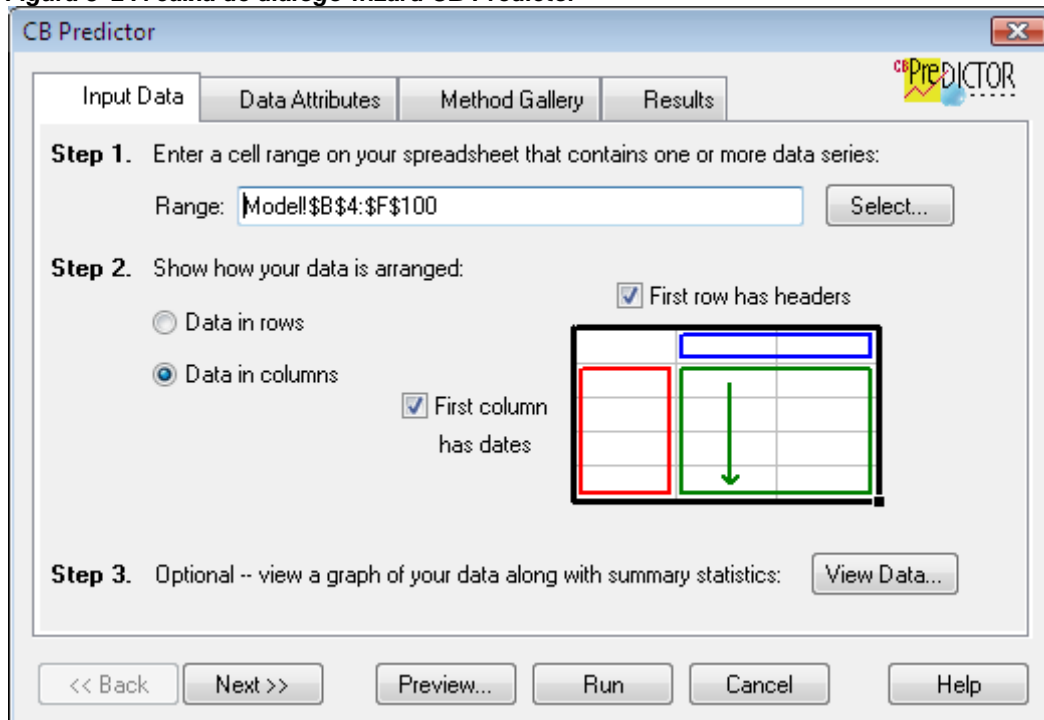 CB Predictor
CB PreDICTOR
Input Data
Data Attributes
Method Gallery
Results
Step 1. Enter a cell range on your spreadsheet that contains one or more data series:
Range: Model!$B$4:$F$100
Select...
Step 2. Show how your data is arranged:
First row has headers
Data in rows
Data in columns
First column
has dates
Step 3. Optional -- view a graph of your data along with summary statistics:
View Data...
<< Back
Next >>
Preview...
Run
Cancel
Help